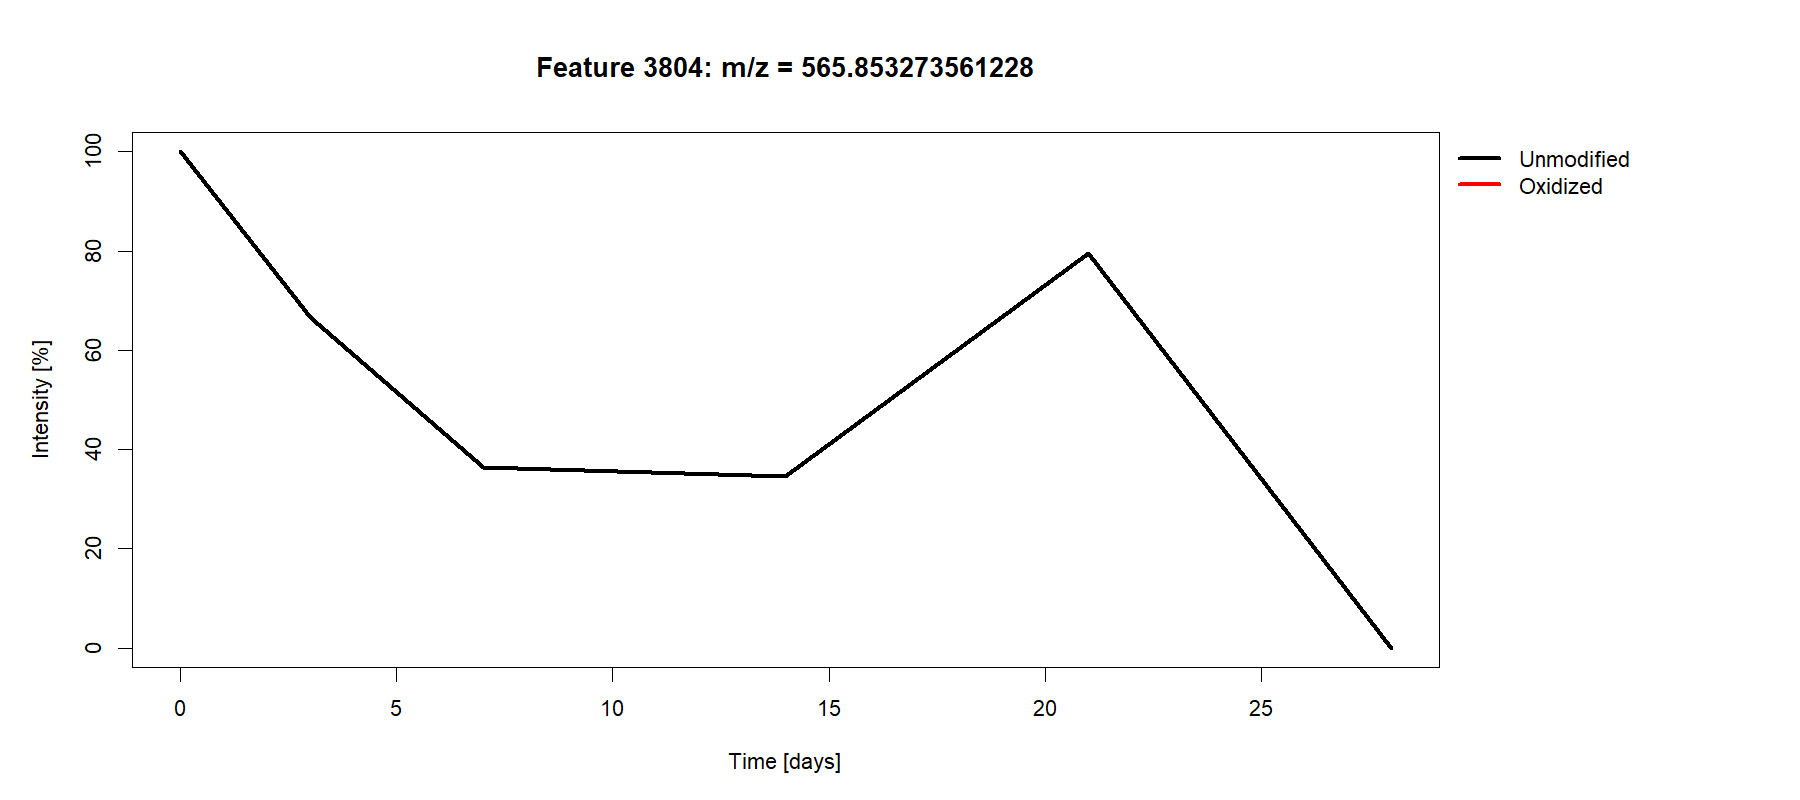 Feature 3804: m/z = 565.853273561228
Unmodified
Oxidized
Intensity [%]
100
80
60
40
20
0
0 5 10 15 20 25
Time [days]